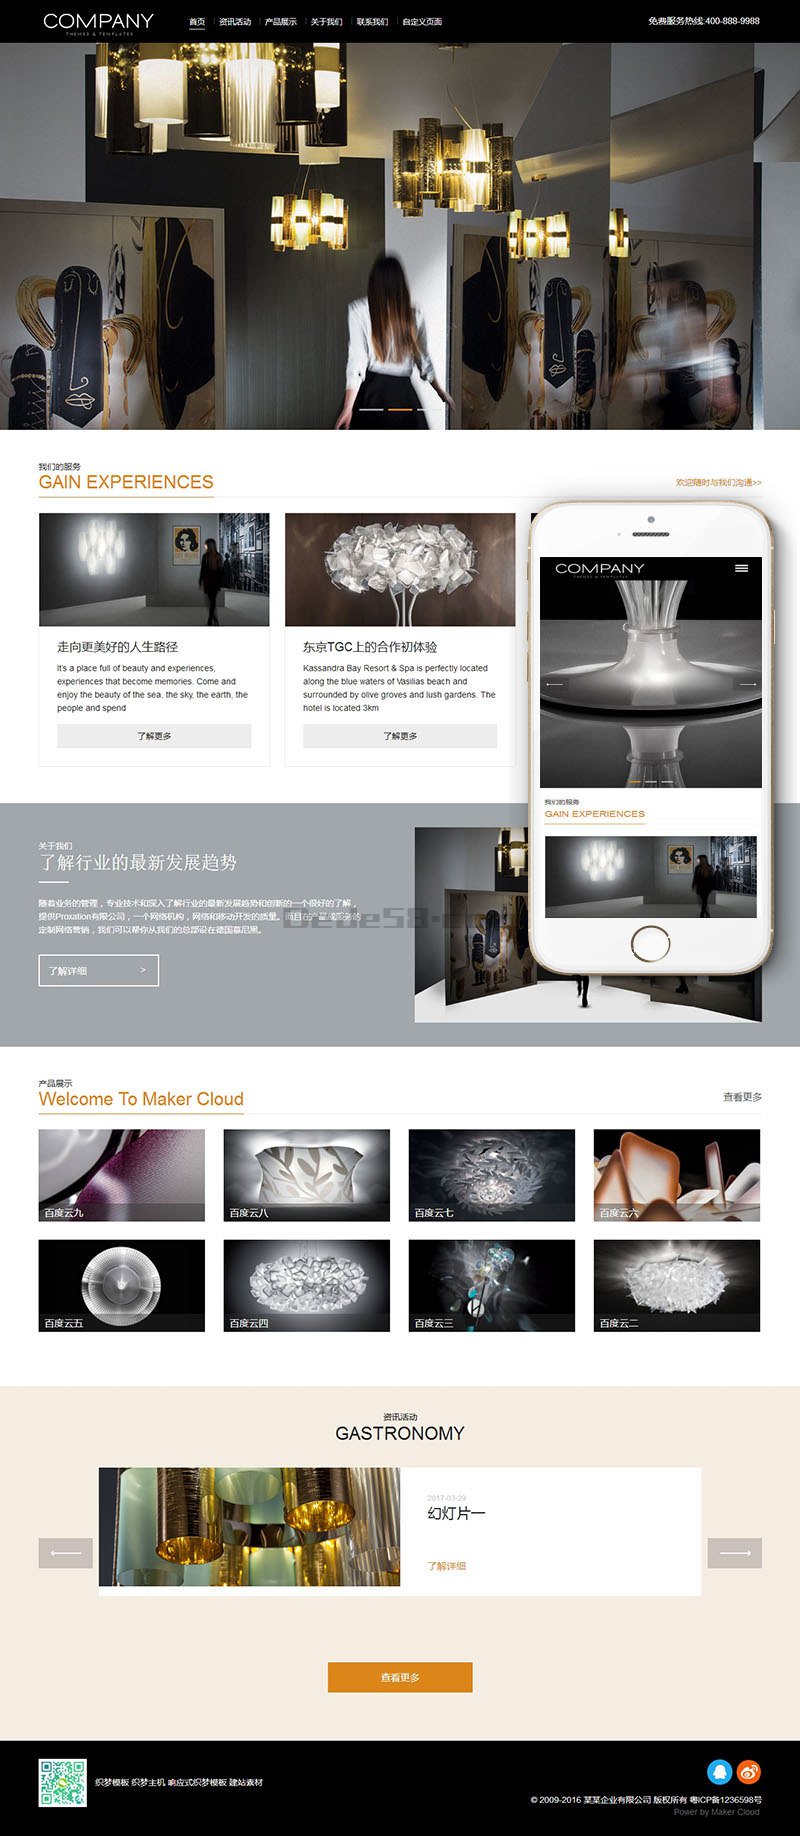 COMPANY
THEMES & TEMPLATES
首页
资讯活动
产品展示
关于我们
联系我们
自定义页面
免费服务热线:400-888-9988
我们的服务
GAIN EXPERIENCES
欢迎随时与我们沟通>>
走向更美好的人生路径
It's a place full of beauty and experiences,
experiences that become memories. Come and
enjoy the beauty of the sea, the sky, the earth, the
people and spend
了解更多
东京TGC上的合作初体验
Kassandra Bay Resort & Spa is perfectly located
along the blue waters of Vasilias beach and
surrounded by olive groves and lush gardens. The
hotel is located 3km
了解更多
COMPANY
THEMES & TEMPLATES
我们的服务
GAIN EXPERIENCES
关于我们
了解行业的最新发展趋势
随着业务的管理，专业技术和深入了解行业的最新发展趋势和创新的一个很好的了解，
提供Proxation有限公司，一个网络机构，网络和移动开发的质量。而且在产品或服务的
定制网络营销，我们可以帮你从我们的总部设在德国慕尼黑。
了解详细 >
产品展示
Welcome To Maker Cloud
查看更多
百度云九
百度云八
百度云七
百度云六
百度云五
百度云四
百度云三
百度云二
资讯活动
GASTRONOMY
2017-03-29
幻灯片一
了解详细
查看更多
织梦模板 织梦主机 响应式织梦模板 建站素材
© 2009-2016 某某企业有限公司 版权所有 粤ICP备1236598号
Power by Maker Cloud